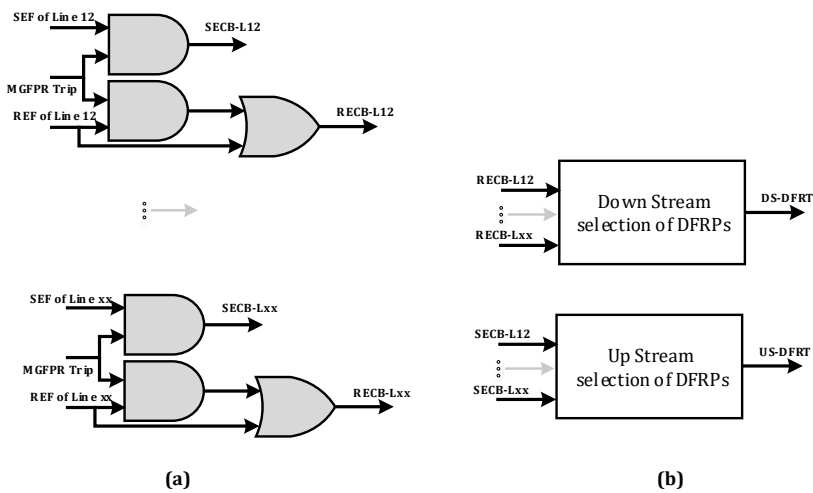 SEF of Line 12
SECB-L12
MGFPR Trip
REF of Line 12
RECB-L12
SEF of Line xx
SECB-Lxx
MGFPR Trip
REF of Line xx
RECB-Lxx
(a)
RECB-L12
RECB-Lxx
Down Stream
selection of DFRPs
DS-DFRT
SECB-L12
SECB-Lxx
Up Stream
selection of DFRPs
US-DFRT
(b)